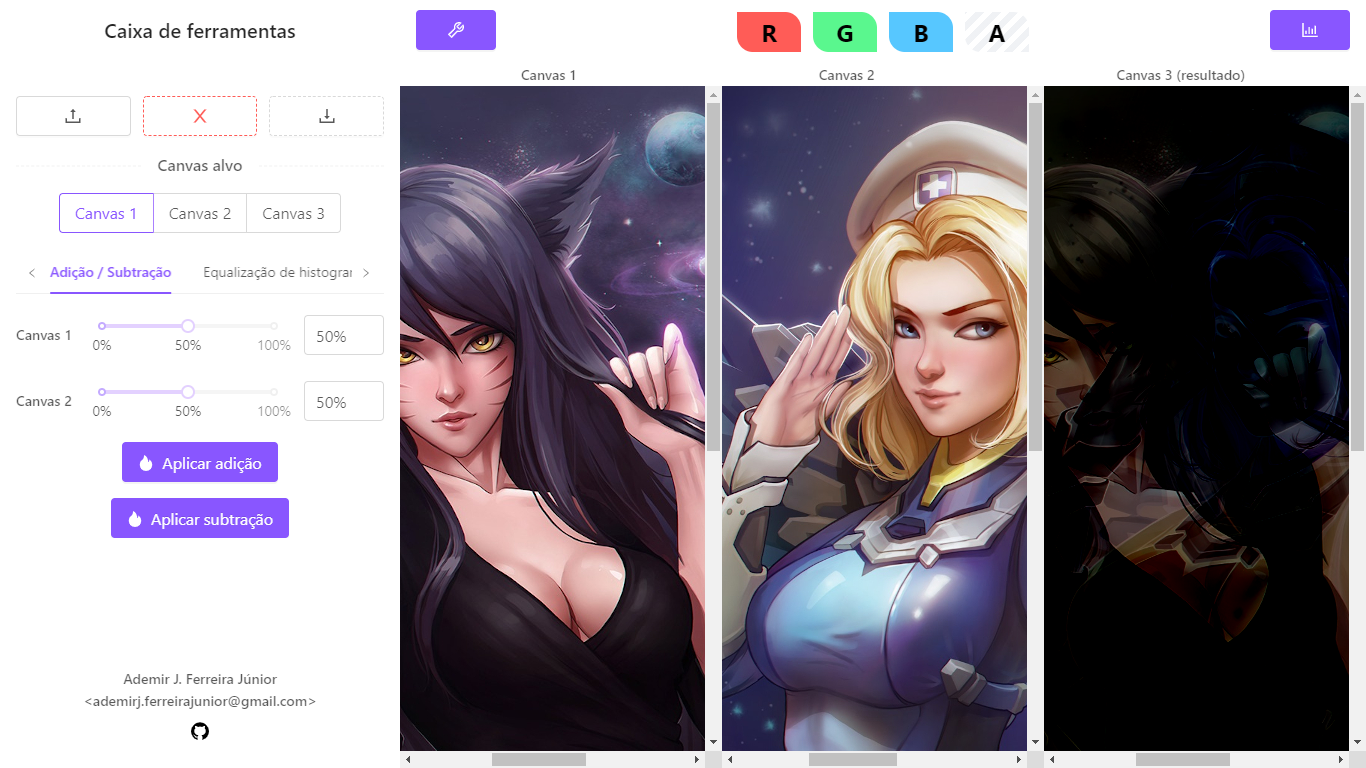 Caixa de ferramentas
R G B A
Canvas 1
Canvas 2
Canvas 3 (resultado)
Canvas alvo
Canvas 1 Canvas 2 Canvas 3
Adição / Subtração
Equalização de histograr
Canvas 1
0% 50% 100%
50%
Canvas 2
0% 50% 100%
50%
Aplicar adição
Aplicar subtração
Ademir J. Ferreira Júnior
<ademirj.ferreirajunior@gmail.com>